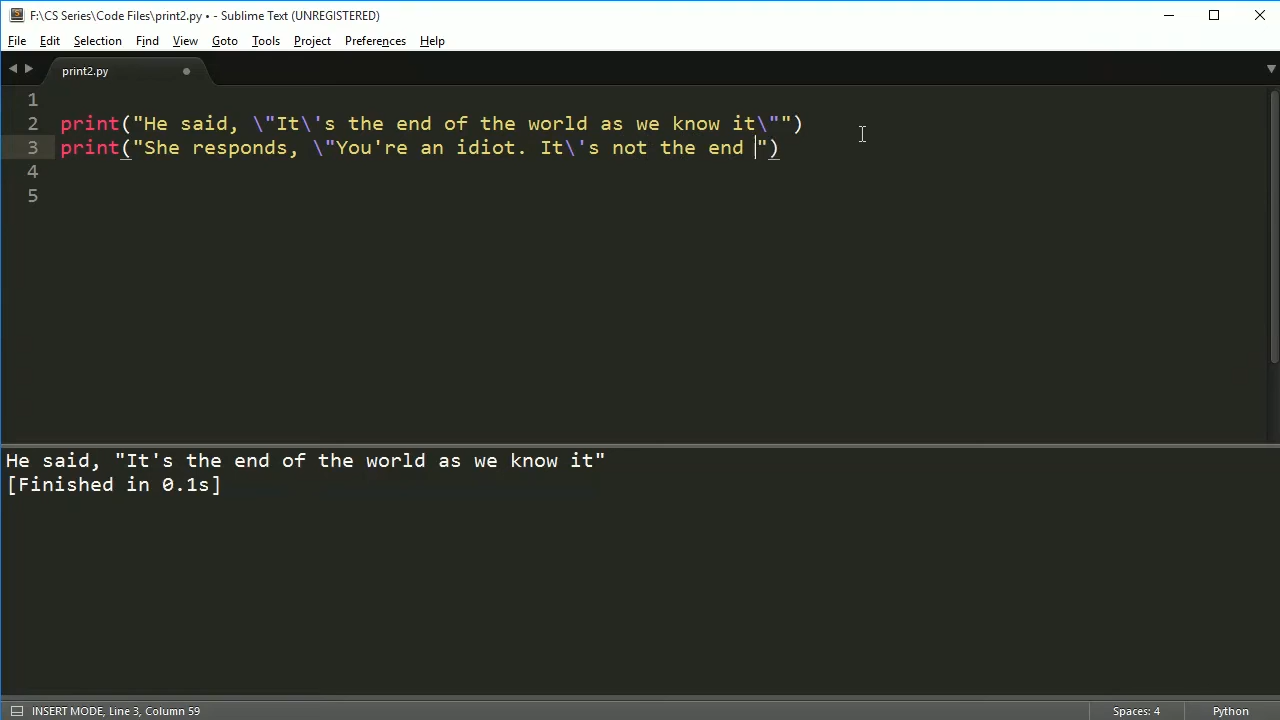 F:\CS Series\Code Files\print2.py • - Sublime Text (UNREGISTERED)
File Edit Selection Find View Goto Tools Project Preferences Help
print2.py
1
2 print("He said, \"It\'s the end of the world as we know it\"")
3 print("She responds, \"You're an idiot. It\'s not the end ")
4
5
He said, "It's the end of the world as we know it"
[Finished in 0.1s]
INSERT MODE, Line 3, Column 59 Spaces: 4 Python